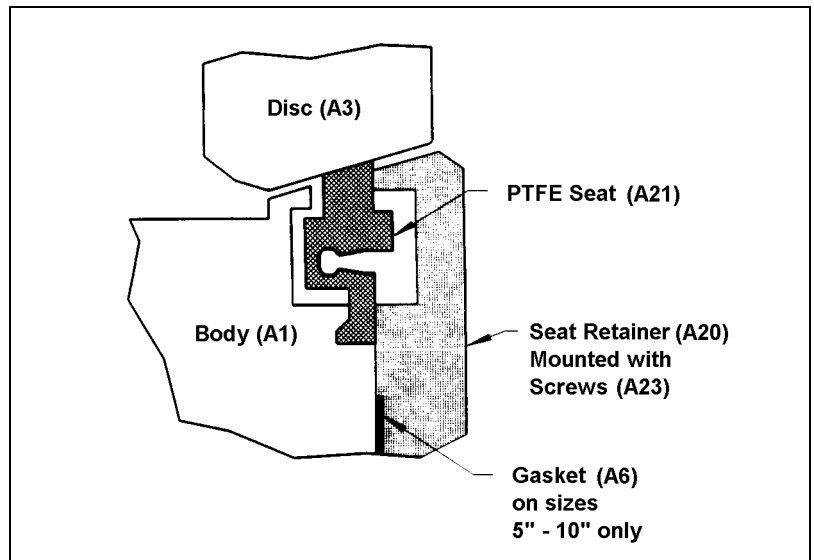 Disc (A3)
PTFE Seat (A21)
Body (A1)
Seat Retainer (A20)
Mounted with
Screws (A23)
Gasket (A6)
on sizes
5" - 10" only